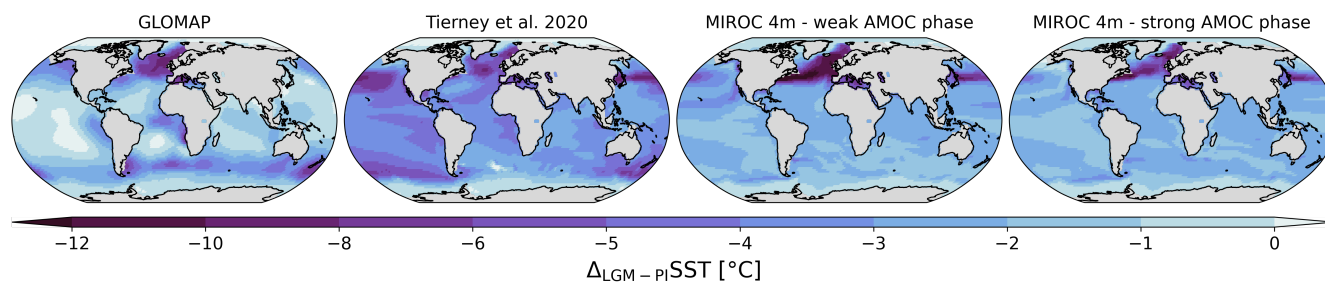 GLOMAP Tierney et al. 2020 MIROC 4m - weak AMOC phase MIROC 4m - strong AMOC phase
−12 −10 −8 −6 −5 −4 −3 −2 −1 0
Δ_LGM−PI SST [°C]